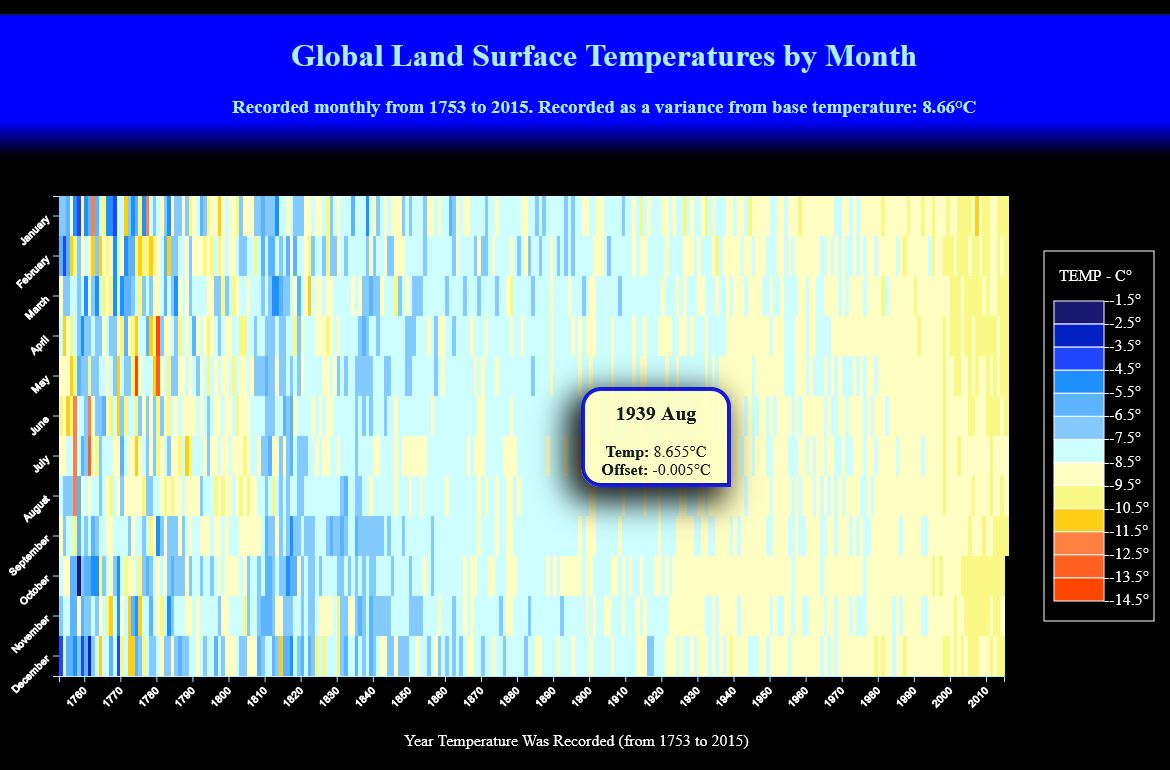 Global Land Surface Temperatures by Month
Recorded monthly from 1753 to 2015. Recorded as a variance from base temperature: 8.66°C
January
February
March
April
May
June
July
August
September
October
November
December
1939 Aug
Temp: 8.655°C
Offset: -0.005°C
TEMP - C°
-1.5°
-2.5°
-3.5°
-4.5°
-5.5°
-6.5°
-7.5°
-8.5°
-9.5°
-10.5°
-11.5°
-12.5°
-13.5°
-14.5°
1760 1770 1780 1790 1800 1810 1820 1830 1840 1850 1860 1870 1880 1890 1900 1910 1920 1930 1940 1950 1960 1970 1980 1990 2000 2010
Year Temperature Was Recorded (from 1753 to 2015)